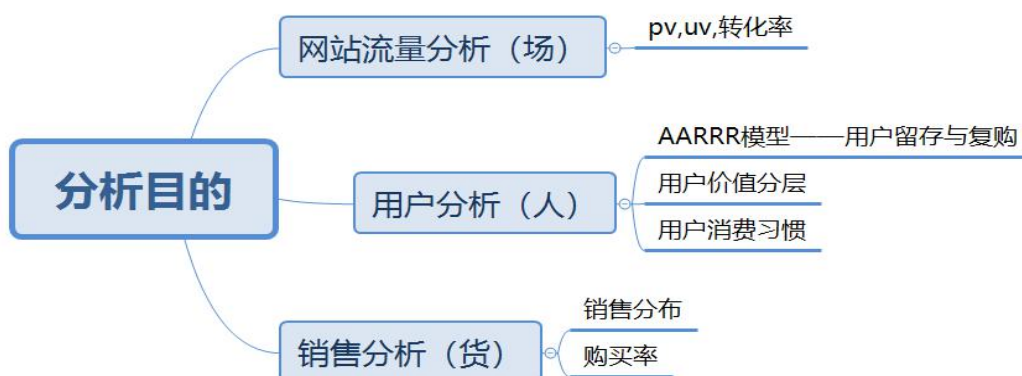 分析目的
网站流量分析（场）
pv,uv,转化率
用户分析（人）
AARRR模型——用户留存与复购
用户价值分层
用户消费习惯
销售分析（货）
销售分布
购买率